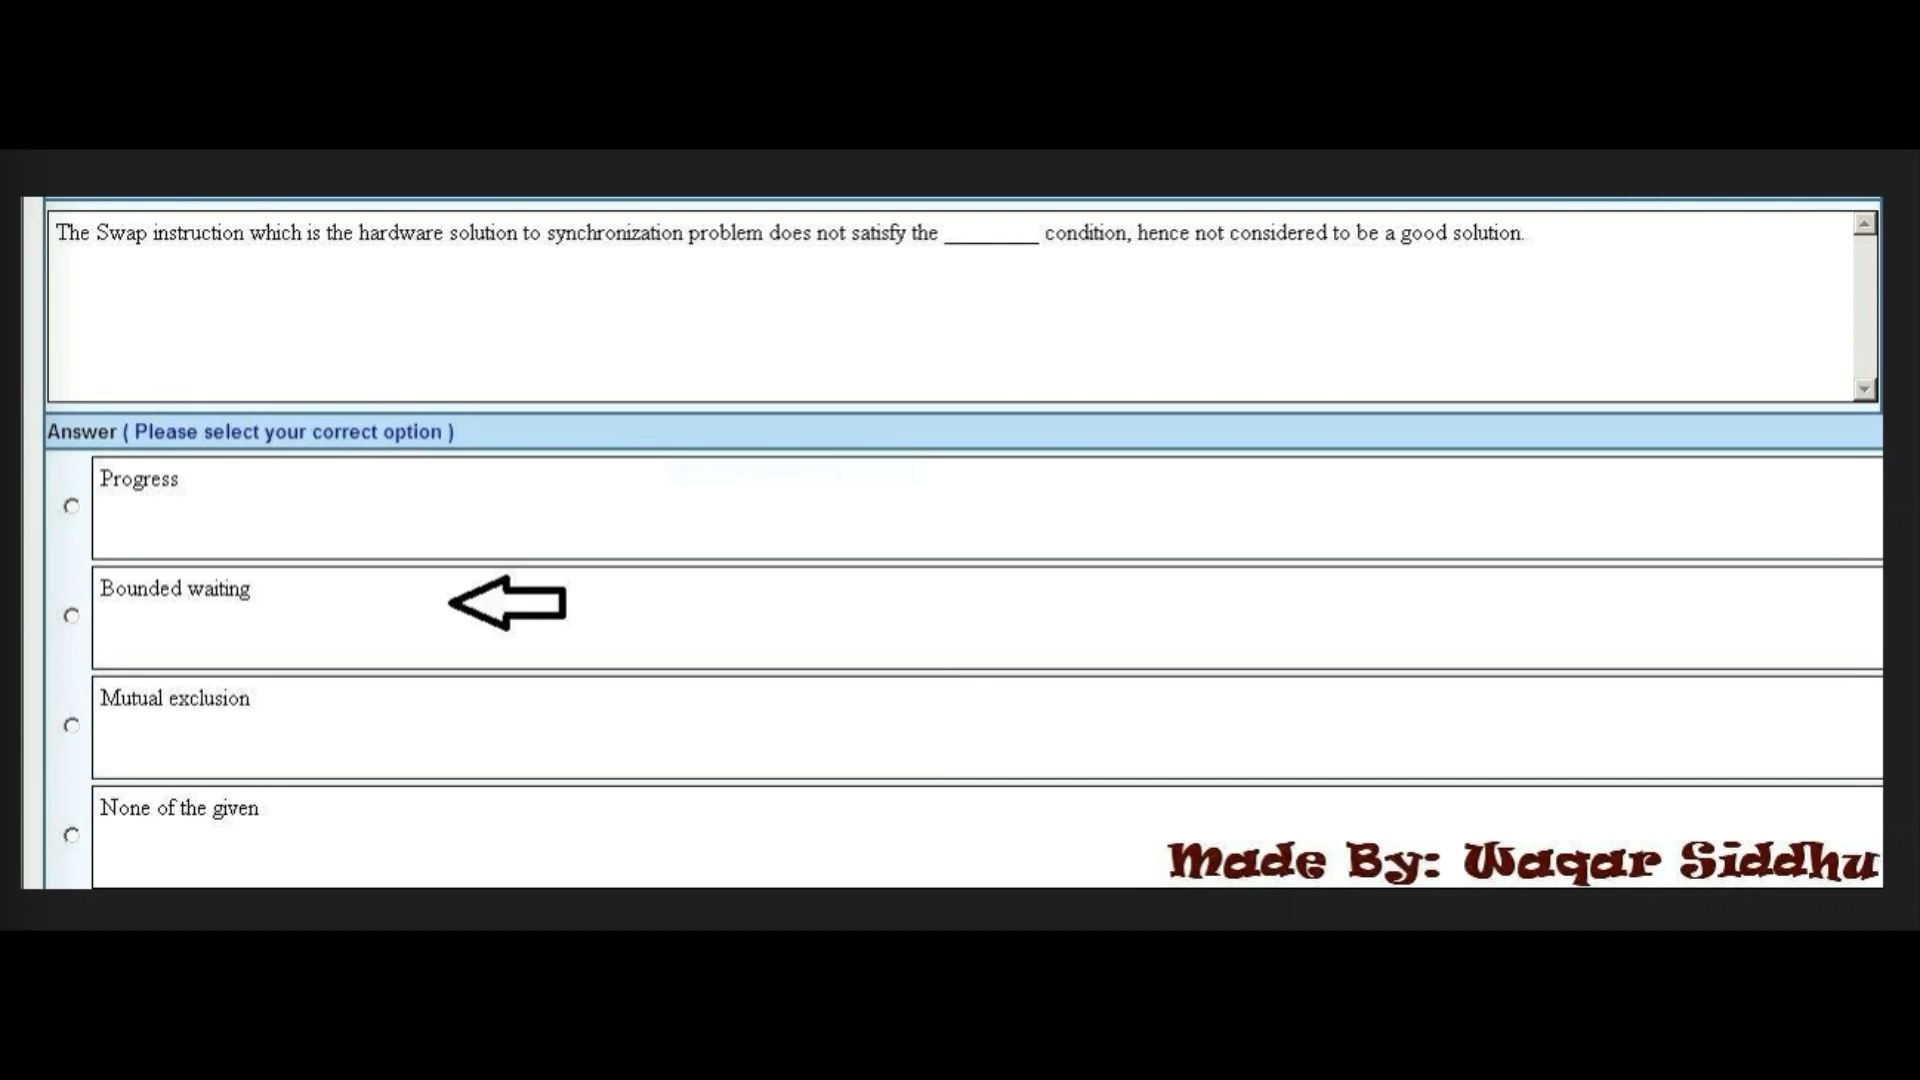 The Swap instruction which is the hardware solution to synchronization problem does not satisfy the _________ condition, hence not considered to be a good solution.
Answer ( Please select your correct option )
Progress
Bounded waiting
Mutual exclusion
None of the given
Made By: Waqar Siddhu